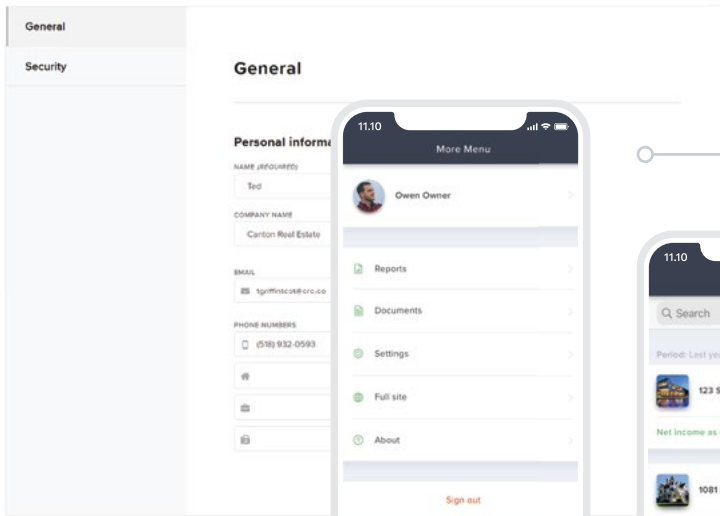 General
Security
General
Personal informa
NAME (REQUIRED)
Ted
COMPANY NAME
Canton Real Estate
EMAIL
PHONE NUMBERS
(518) 932-0593
11.10
More Menu
Owen Owner
Reports
Documents
Settings
Full site
About
Sign out
11.10
Search
Period: Last yea
123 S
Net income as
1081